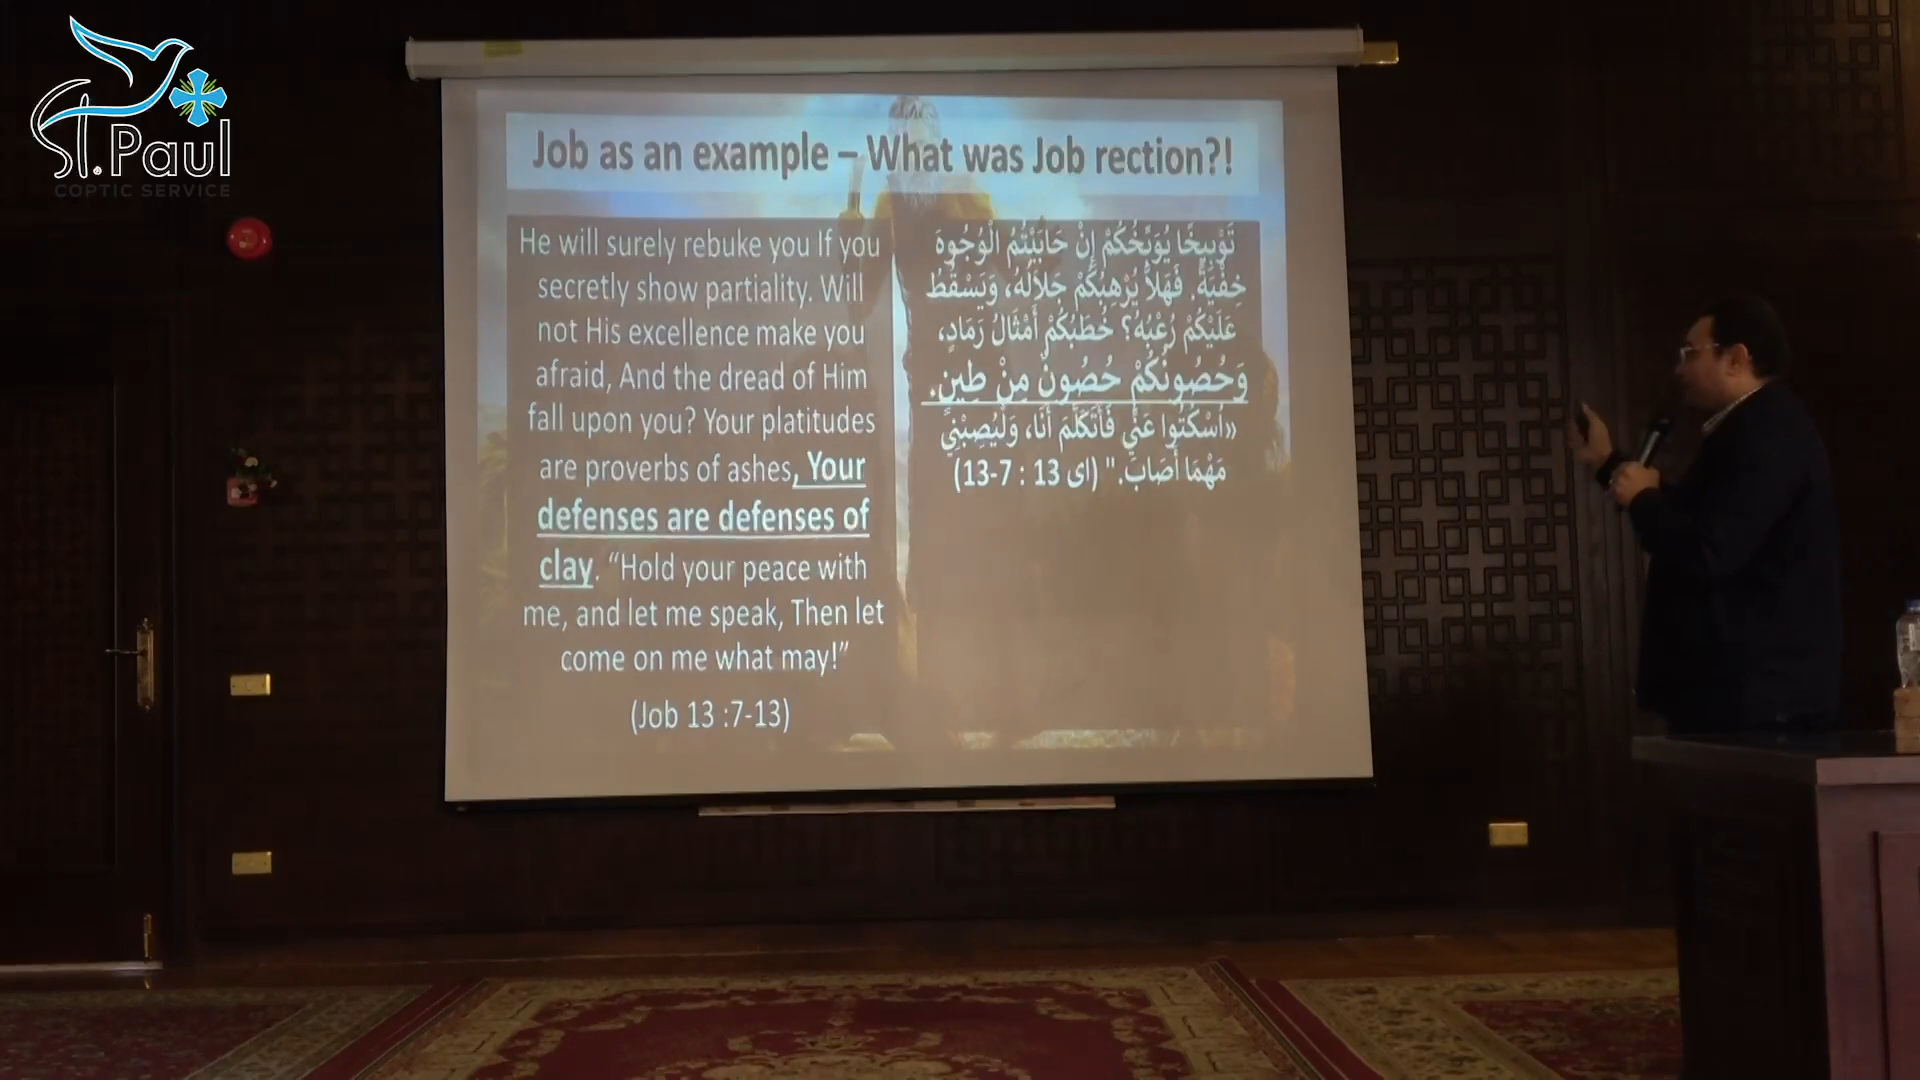 St.Paul
COPTIC SERVICE
Job as an example – What was Job rection?!
He will surely rebuke you If you
secretly show partiality. Will
not His excellence make you
afraid, And the dread of Him
fall upon you? Your platitudes
are proverbs of ashes, Your
defenses are defenses of
clay. “Hold your peace with
me, and let me speak, Then let
come on me what may!”
(Job 13 :7-13)
تَوْبِيخًا يُوَبِّخُكُمْ إِنْ حَابَيْتُمُ الْوُجُوهَ
خِفْيَةً. فَهَلاَّ يُرْهِبُكُمْ جَلاَلُهُ، وَيَسْقُطُ
عَلَيْكُمْ رُعْبُهُ؟ خُطَبُكُمْ أَمْثَالُ رَمَادٍ،
وَحُصُونُكُمْ حُصُونٌ مِنْ طِينٍ.
«اُسْكُتُوا عَنِّي فَأَتَكَلَّمَ أَنَا، وَلْيُصِبْنِي
مَهْمَا أَصَابَ." (اى 13 : 7-13)